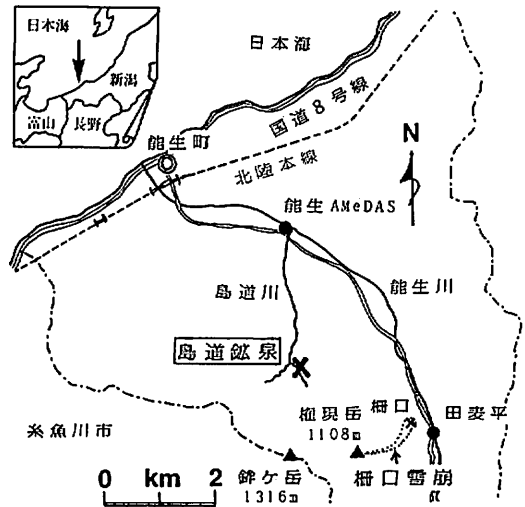 日本海
新潟
富山
長野
日本海
国道8号線
能生町
北陸本線
N
能生AMeDAS
島道川
能生川
島道鉱泉
権現岳
1108m
柵口
田麦平
糸魚川市
鉾ケ岳
1316m
柵口雪崩
0 km 2